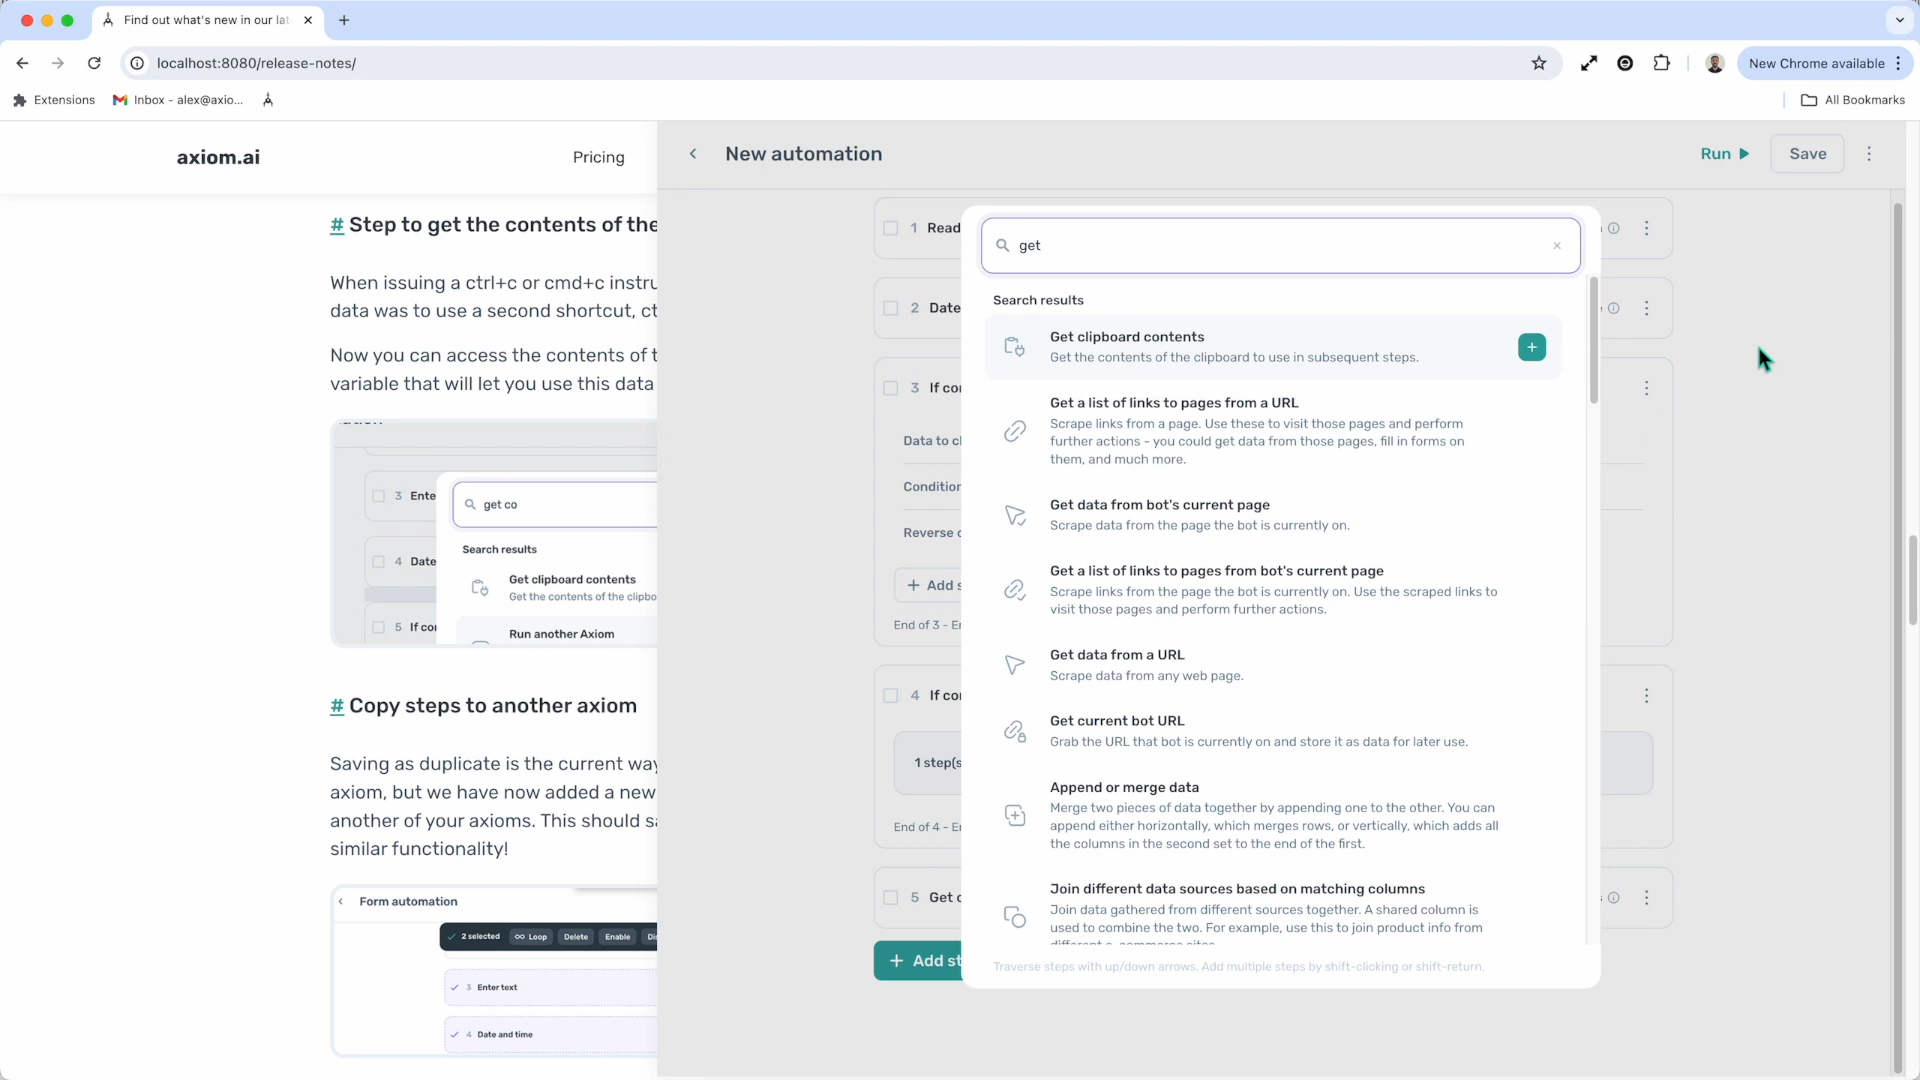 Find out what's new in our lat
localhost:8080/release-notes/
New Chrome available
Extensions
Inbox - alex@axio...
All Bookmarks
axiom.ai
Pricing
# Step to get the contents of the
When issuing a ctrl+c or cmd+c instru
data was to use a second shortcut, ct
Now you can access the contents of t
variable that will let you use this data
3 Ente
4 Date
5 If cor
get co
Search results
Get clipboard contents
Get the contents of the clipbo
Run another Axiom
# Copy steps to another axiom
Saving as duplicate is the current way
axiom, but we have now added a new
another of your axioms. This should sa
similar functionality!
Form automation
2 selected
Loop
Delete
Enable
Di
3 Enter text
4 Date and time
New automation
Run
Save
1 Read
2 Date
3 If co
Data to cl
Condition
Reverse c
+ Add s
End of 3 - E
4 If co
1 step(s
End of 4 - E
5 Get c
+ Add st
get
Search results
Get clipboard contents
Get the contents of the clipboard to use in subsequent steps.
Get a list of links to pages from a URL
Scrape links from a page. Use these to visit those pages and perform
further actions - you could get data from those pages, fill in forms on
them, and much more.
Get data from bot's current page
Scrape data from the page the bot is currently on.
Get a list of links to pages from bot's current page
Scrape links from the page the bot is currently on. Use the scraped links to
visit those pages and perform further actions.
Get data from a URL
Scrape data from any web page.
Get current bot URL
Grab the URL that bot is currently on and store it as data for later use.
Append or merge data
Merge two pieces of data together by appending one to the other. You can
append either horizontally, which merges rows, or vertically, which adds all
the columns in the second set to the end of the first.
Join different data sources based on matching columns
Join data gathered from different sources together. A shared column is
used to combine the two. For example, use this to join product info from
different e-commerce sites
Traverse steps with up/down arrows. Add multiple steps by shift-clicking or shift-return.